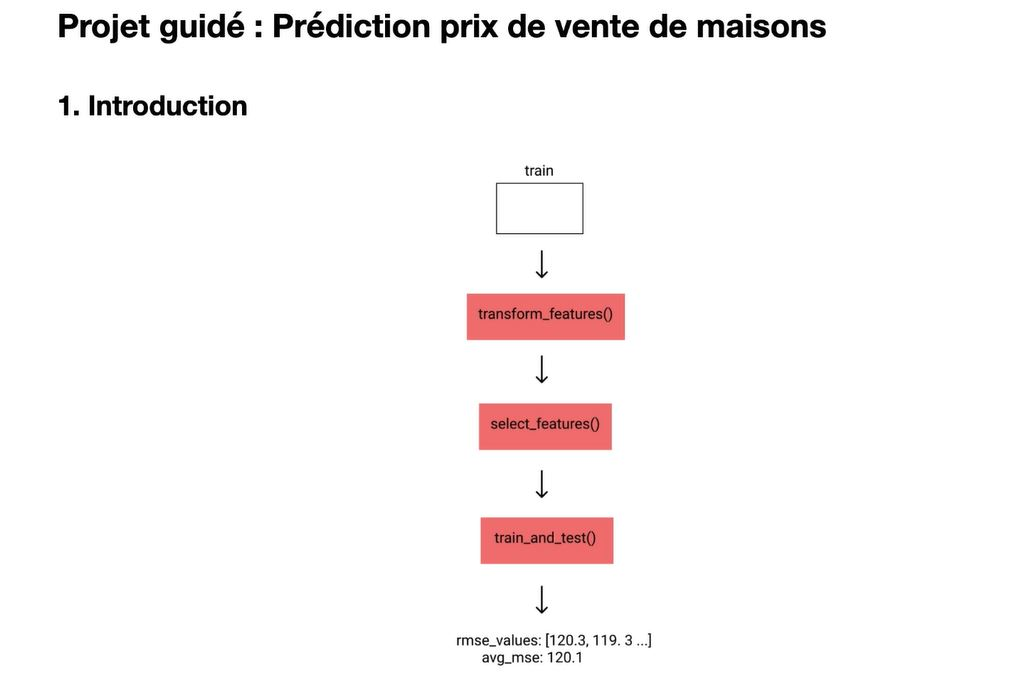 Projet guidé : Prédiction prix de vente de maisons
1. Introduction
train
transform_features()
select_features()
train_and_test()
rmse_values: [120.3, 119. 3 ...]
avg_mse: 120.1